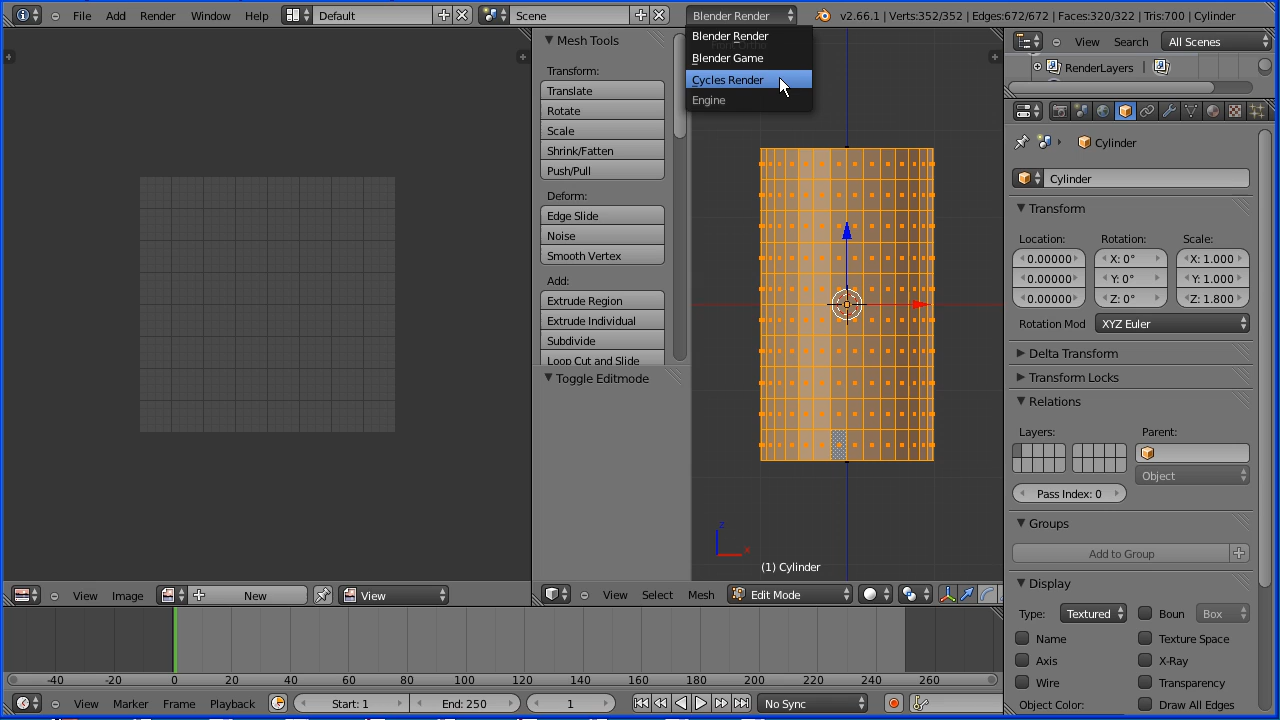 File Add Render Window Help Default Scene Blender Render v2.66.1 | Verts:352/352 | Edges:672/672 | Faces:320/322 | Tris:700 | Cylinder
Blender Render
Blender Game
Cycles Render
Engine
Mesh Tools
Transform:
Translate
Rotate
Scale
Shrink/Fatten
Push/Pull
Deform:
Edge Slide
Noise
Smooth Vertex
Add:
Extrude Region
Extrude Individual
Subdivide
Loop Cut and Slide
Toggle Editmode
z
x
(1) Cylinder
View Search All Scenes
RenderLayers
Cylinder
Cylinder
Transform
Location: Rotation: Scale:
0.00000 X: 0° X: 1.000
0.00000 Y: 0° Y: 1.000
0.00000 Z: 0° Z: 1.800
Rotation Mod XYZ Euler
Delta Transform
Transform Locks
Relations
Layers: Parent:
Object
Pass Index: 0
Groups
Add to Group
Display
Type: Textured Boun Box
Name Texture Space
Axis X-Ray
Wire Transparency
Object Color: Draw All Edges
View Image New View
View Select Mesh Edit Mode
-40 -20 0 20 40 60 80 100 120 140 160 180 200 220 240 260
View Marker Frame Playback Start: 1 End: 250 1 No Sync